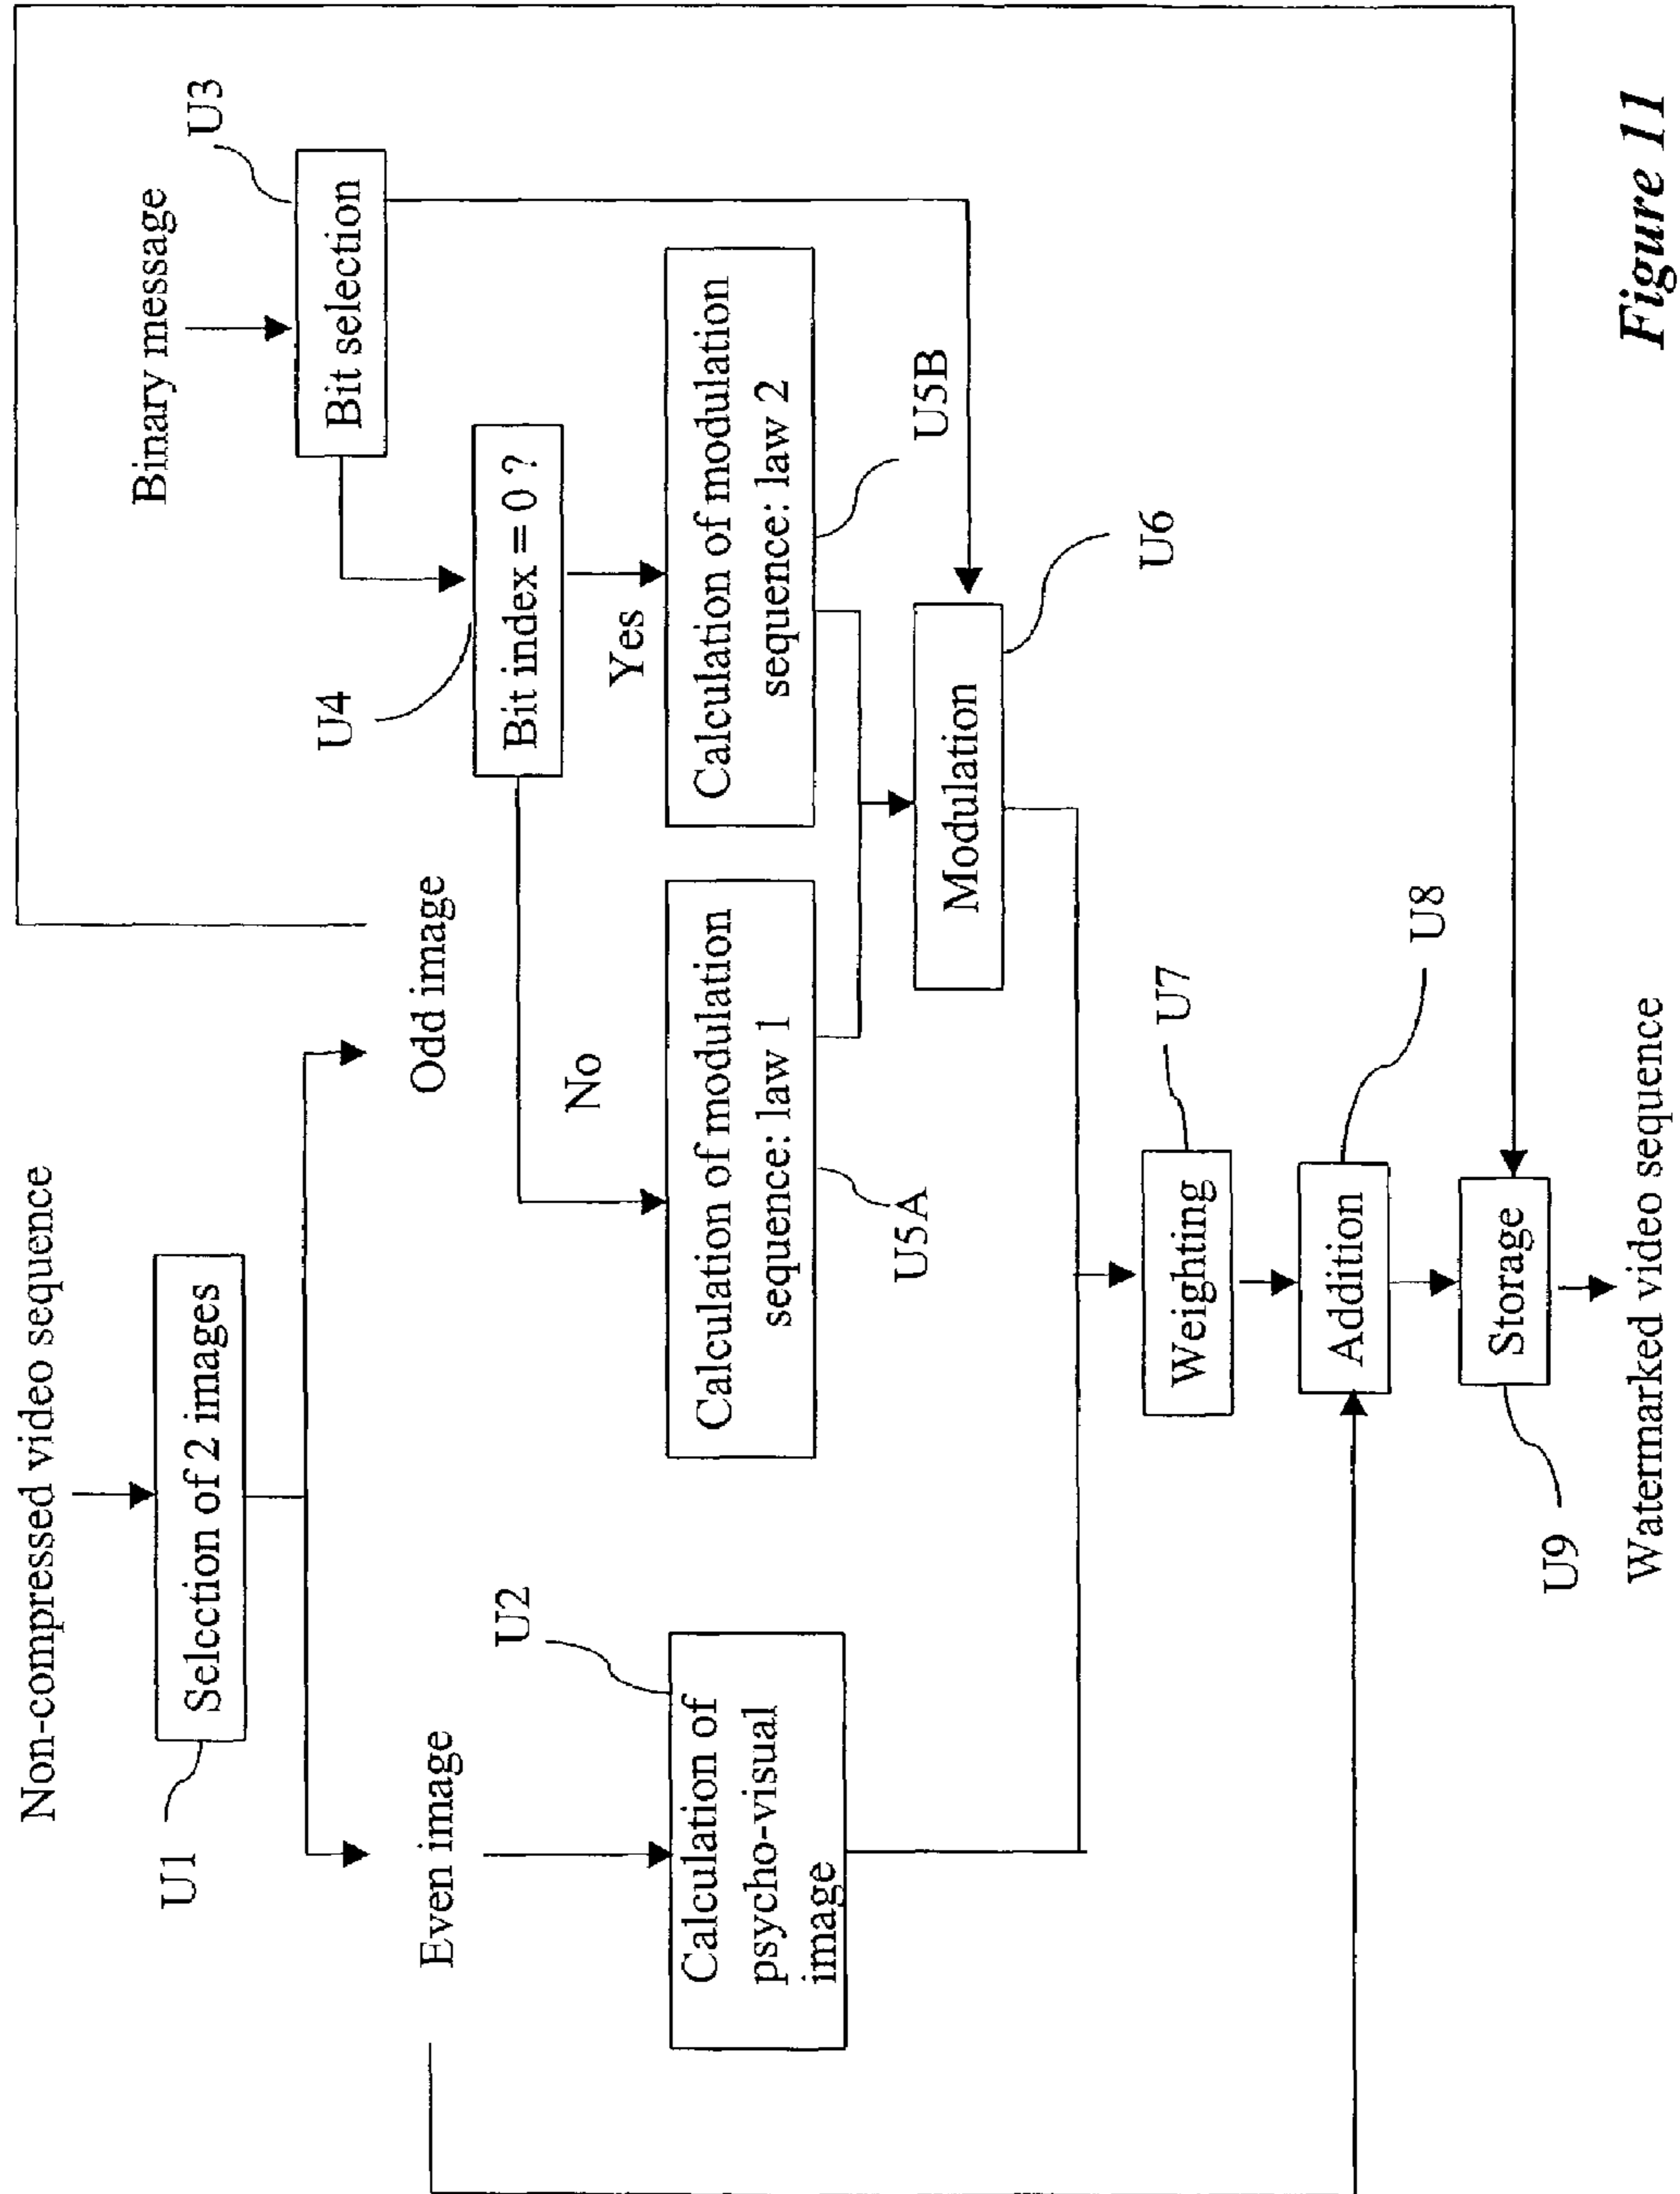 Non-compressed video sequence
U1
Selection of 2 images
Binary message
U3
Bit selection
Even image
Odd image
U4
Bit index = 0 ?
U2
No
Yes
Calculation of
psycho-visual
image
Calculation of modulation
sequence: law 1
Calculation of modulation
sequence: law 2
U5A
U5B
Modulation
U6
Weighting
U7
Addition
U8
Storage
U9
Watermarked video sequence
Figure 11